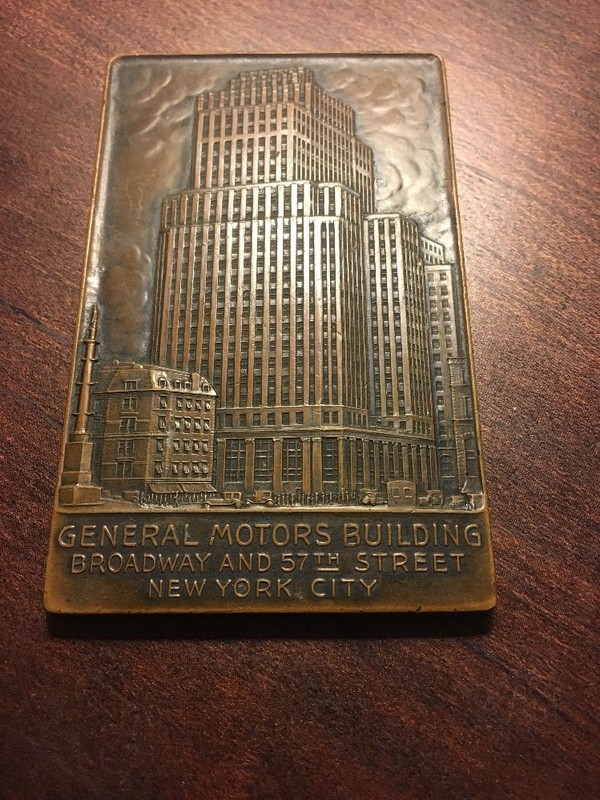 GENERAL MOTORS BUILDING
BROADWAY AND 57TH STREET
NEW YORK CITY